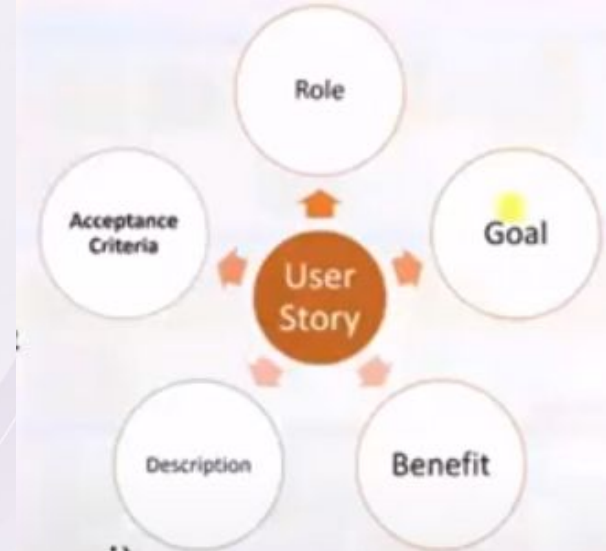 Role
Acceptance
Criteria
Goal
User
Story
Description
Benefit